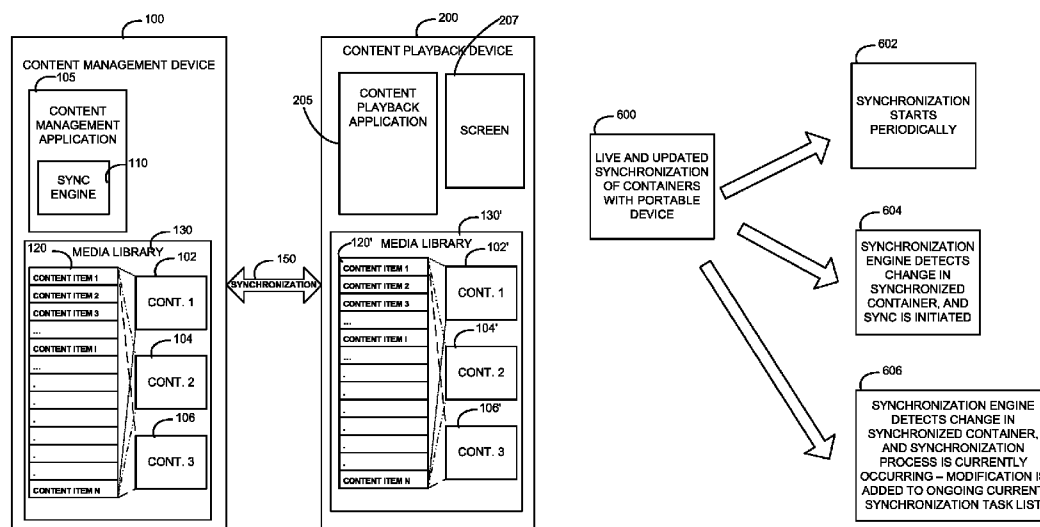 100
CONTENT MANAGEMENT DEVICE
105
CONTENT
MANAGEMENT
APPLICATION
110
SYNC
ENGINE
130
MEDIA LIBRARY
120
102
CONTENT ITEM 1
CONTENT ITEM 2
CONTENT ITEM 3
...
CONTENT ITEM I
...
.
.
.
.
.
.
CONTENT ITEM N
CONT. 1
104
CONT. 2
106
CONT. 3
150
SYNCHRONIZATION
200
207
CONTENT PLAYBACK DEVICE
205
CONTENT
PLAYBACK
APPLICATION
SCREEN
130'
MEDIA LIBRARY
120'
102'
CONTENT ITEM 1
CONTENT ITEM 2
CONTENT ITEM 3
...
CONTENT ITEM I
...
.
.
.
.
.
.
CONTENT ITEM N
CONT. 1
104'
CONT. 2
106'
CONT. 3
600
LIVE AND UPDATED
SYNCHRONIZATION
OF CONTAINERS
WITH PORTABLE
DEVICE
602
SYNCHRONIZATION
STARTS
PERIODICALLY
604
SYNCHRONIZATION
ENGINE DETECTS
CHANGE IN
SYNCHRONIZED
CONTAINER, AND
SYNC IS INITIATED
606
SYNCHRONIZATION ENGINE
DETECTS CHANGE IN
SYNCHRONIZED CONTAINER,
AND SYNCHRONIZATION
PROCESS IS CURRENTLY
OCCURRING – MODIFICATION IS
ADDED TO ONGOING CURRENT
SYNCHRONIZATION TASK LIST